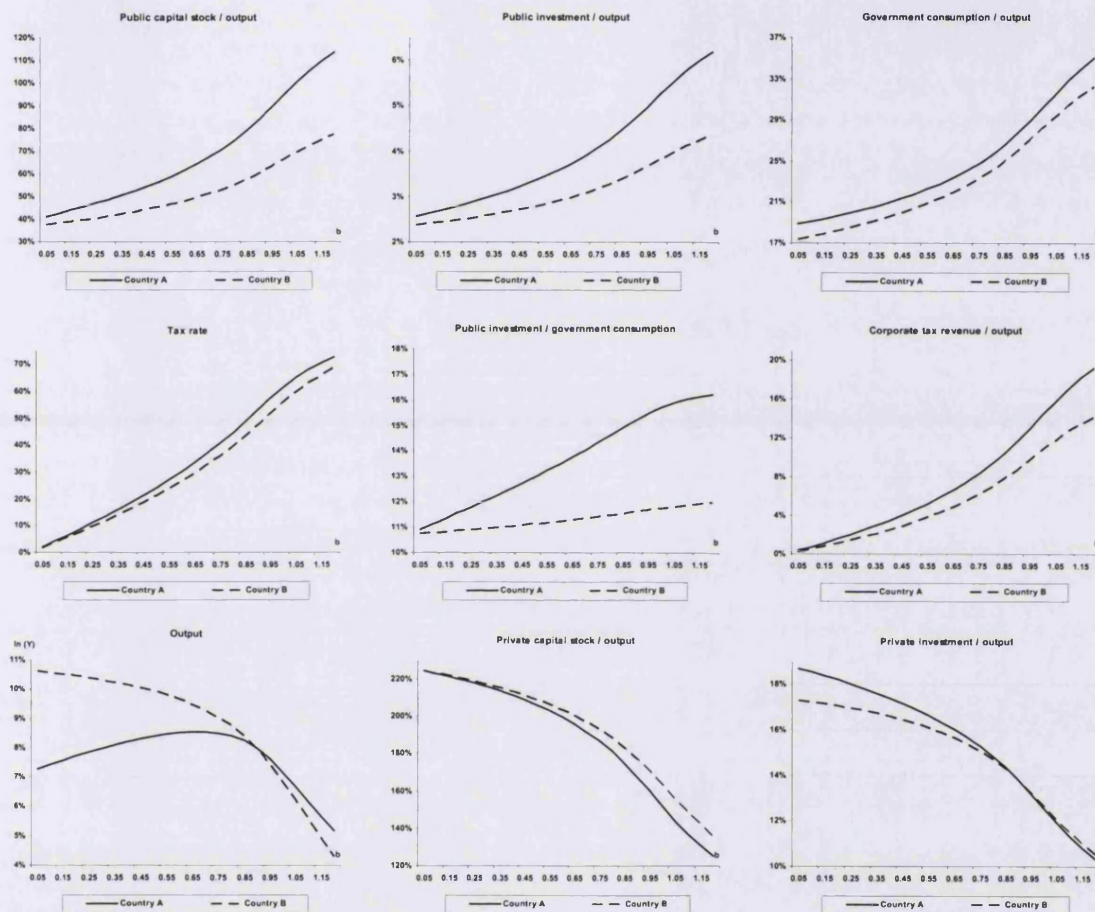 Public capital stock / output
120%
110%
100%
90%
80%
70%
60%
50%
40%
30%
b
0.05 0.15 0.25 0.35 0.45 0.55 0.65 0.75 0.85 0.95 1.05 1.15
Country A Country B
Public investment / output
6%
5%
4%
3%
2%
b
0.05 0.15 0.25 0.35 0.45 0.55 0.65 0.75 0.85 0.95 1.05 1.15
Country A Country B
Government consumption / output
37%
33%
29%
25%
21%
17%
0.05 0.15 0.25 0.35 0.45 0.55 0.65 0.75 0.85 0.95 1.05 1.15
Country A Country B
Tax rate
70%
60%
50%
40%
30%
20%
10%
0%
b
0.05 0.15 0.25 0.35 0.45 0.55 0.65 0.75 0.85 0.95 1.05 1.15
Country A Country B
Public investment / government consumption
18%
17%
16%
15%
14%
13%
12%
11%
10%
b
0.05 0.15 0.25 0.35 0.45 0.55 0.65 0.75 0.85 0.95 1.05 1.15
Country A Country B
Corporate tax revenue / output
20%
16%
12%
8%
4%
0%
0.05 0.15 0.25 0.35 0.45 0.55 0.65 0.75 0.85 0.95 1.05 1.15
Country A Country B
Output
ln (Y)
11%
10%
9%
8%
7%
6%
5%
4%
b
0.05 0.15 0.25 0.35 0.45 0.55 0.65 0.75 0.85 0.95 1.05 1.15
Country A Country B
Private capital stock / output
220%
200%
180%
160%
140%
120%
b
0.05 0.15 0.25 0.35 0.45 0.55 0.65 0.75 0.85 0.95 1.05 1.15
Country A Country B
Private investment / output
18%
16%
14%
12%
10%
0.05 0.15 0.25 0.35 0.45 0.55 0.65 0.75 0.85 0.95 1.05 1.15
Country A Country B